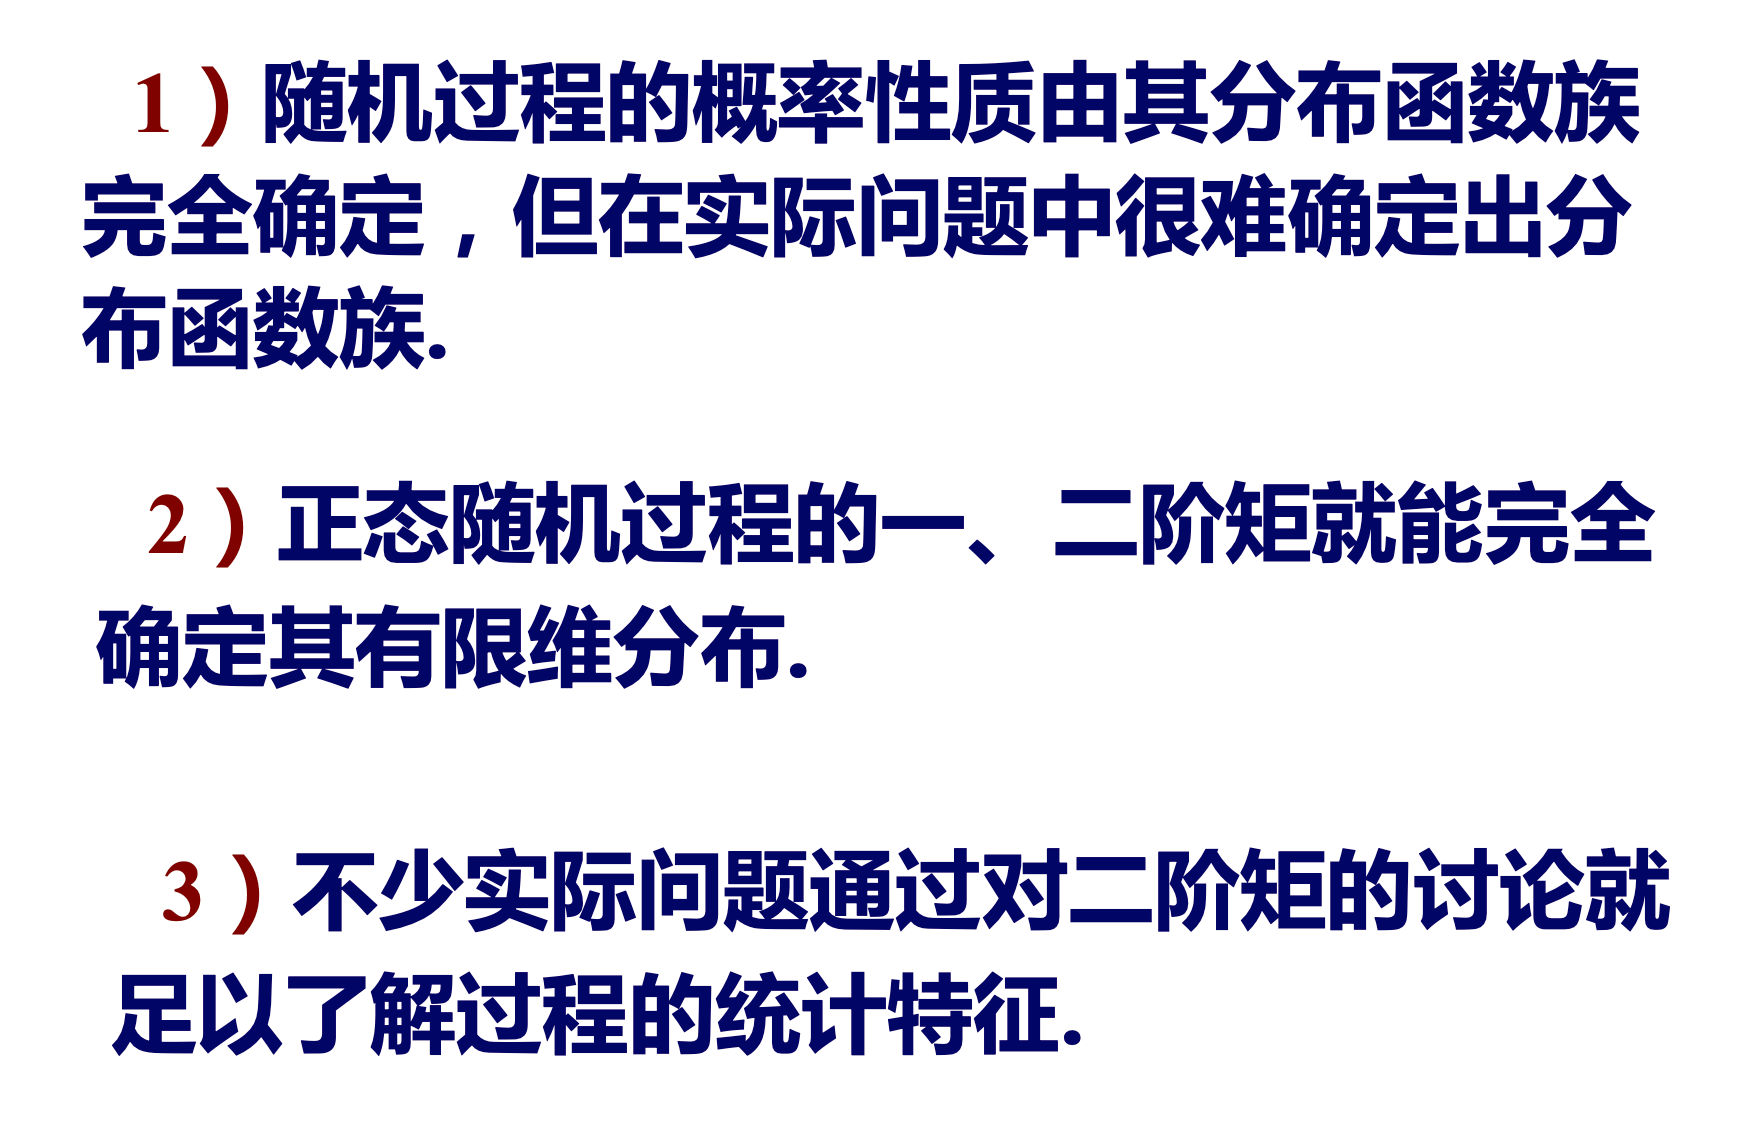 1）随机过程的概率性质由其分布函数族
完全确定，但在实际问题中很难确定出分
布函数族.
2）正态随机过程的一、二阶矩就能完全
确定其有限维分布.
3）不少实际问题通过对二阶矩的讨论就
足以了解过程的统计特征.